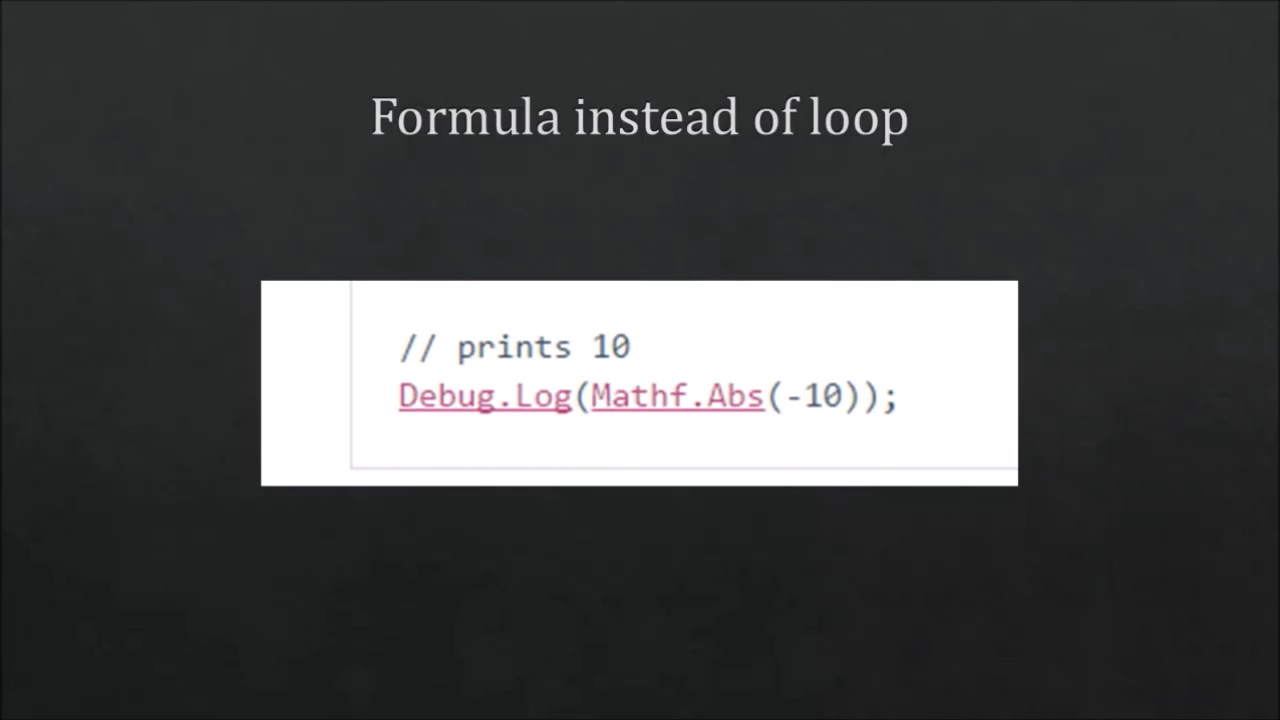 Formula instead of loop
// prints 10
Debug.Log(Mathf.Abs(-10));